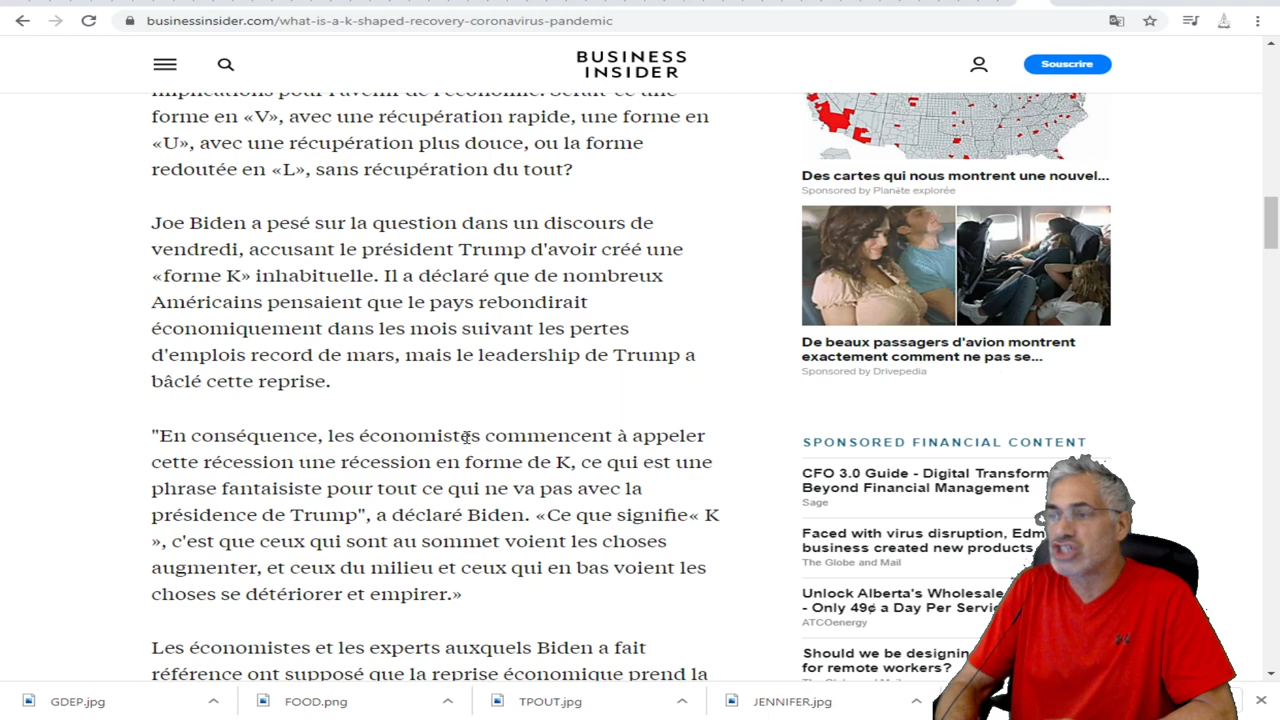 businessinsider.com/what-is-a-k-shaped-recovery-coronavirus-pandemic
BUSINESS
INSIDER
Souscrire
implications pour l'avenir de l'économie. Serait-ce une
forme en «V», avec une récupération rapide, une forme en
«U», avec une récupération plus douce, ou la forme
redoutée en «L», sans récupération du tout?
Joe Biden a pesé sur la question dans un discours de
vendredi, accusant le président Trump d'avoir créé une
«forme K» inhabituelle. Il a déclaré que de nombreux
Américains pensaient que le pays rebondirait
économiquement dans les mois suivant les pertes
d'emplois record de mars, mais le leadership de Trump a
bâclé cette reprise.
"En conséquence, les économistes commencent à appeler
cette récession une récession en forme de K, ce qui est une
phrase fantaisiste pour tout ce qui ne va pas avec la
présidence de Trump", a déclaré Biden. «Ce que signifie« K
», c'est que ceux qui sont au sommet voient les choses
augmenter, et ceux du milieu et ceux qui en bas voient les
choses se détériorer et empirer.»
Les économistes et les experts auxquels Biden a fait
référence ont supposé que la reprise économique prend la
Des cartes qui nous montrent une nouvel...
Sponsored by Planète explorée
De beaux passagers d'avion montrent
exactement comment ne pas se...
Sponsored by Drivepedia
SPONSORED FINANCIAL CONTENT
CFO 3.0 Guide - Digital Transform
Beyond Financial Management
Sage
Faced with virus disruption, Edm
business created new products
The Globe and Mail
Unlock Alberta's Wholesale
- Only 49¢ a Day Per Servi
ATCOenergy
Should we be designing
for remote workers?
GDEP.jpg
FOOD.png
TPOUT.jpg
JENNIFER.jpg